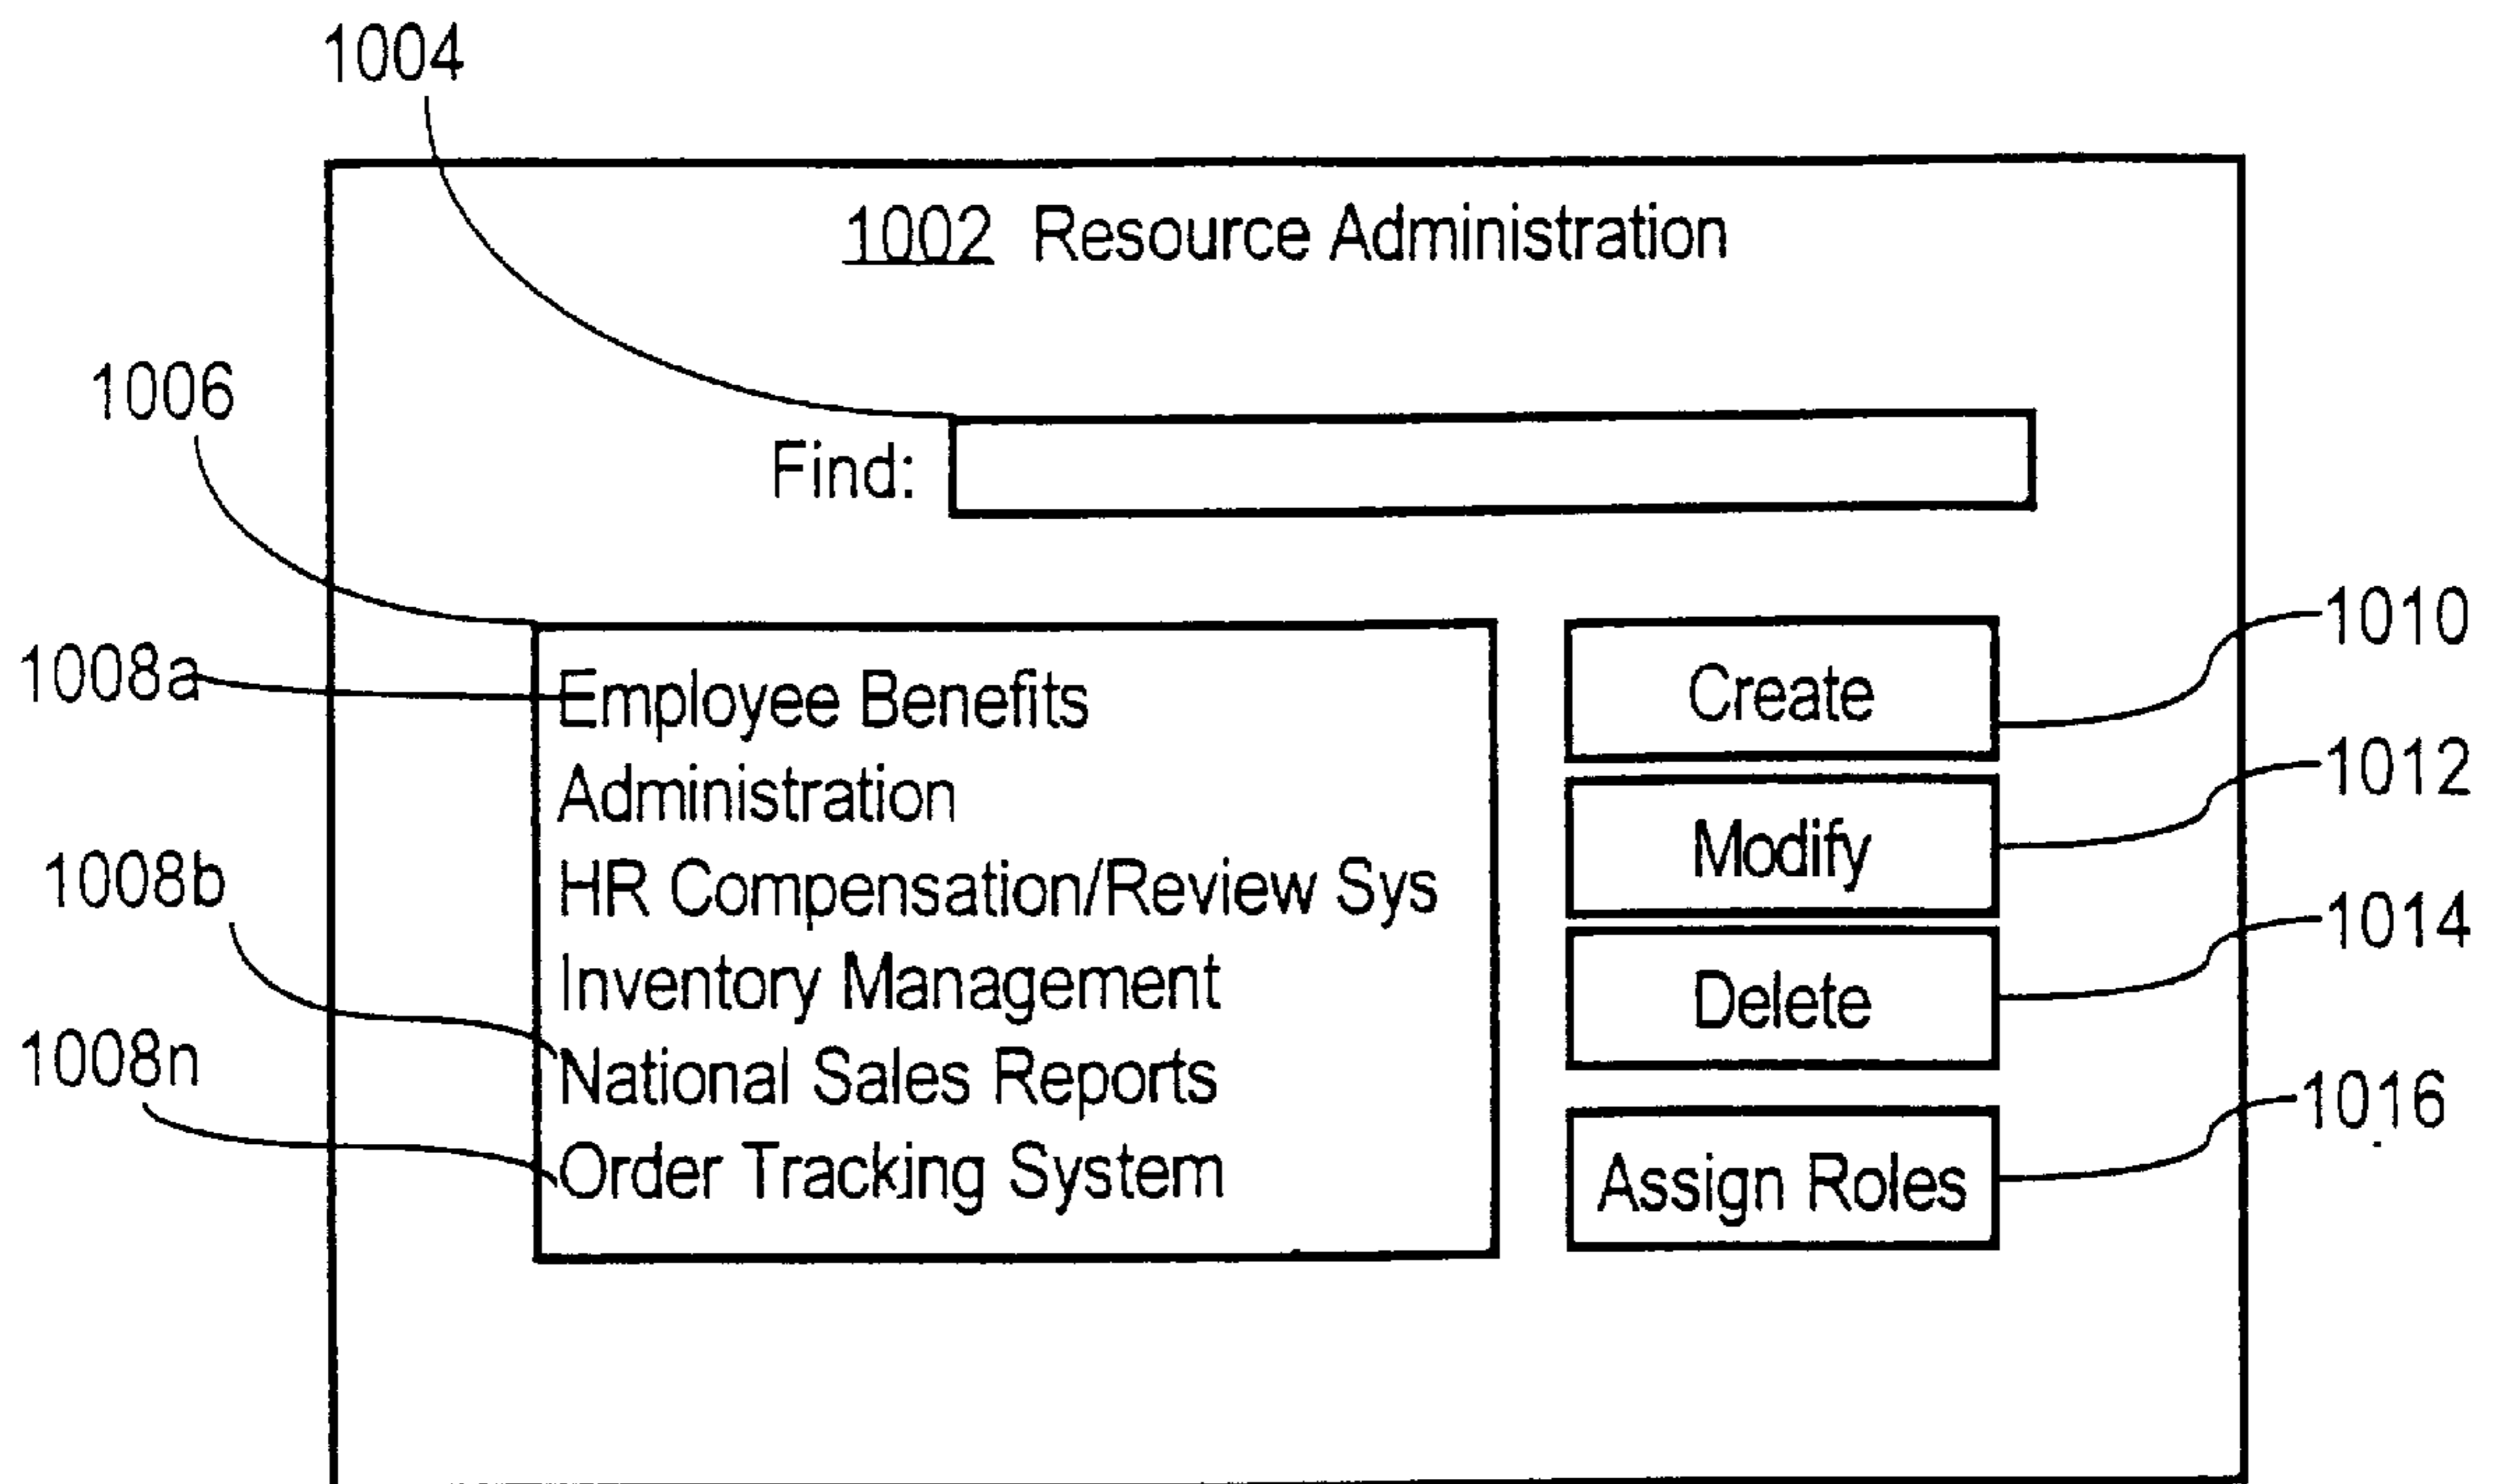 1004
1002 Resource Administration
1006
Find:
1010
1008a
Employee Benefits
Create
Administration
1012
Modify
1008b
HR Compensation/Review Sys
1014
Inventory Management
Delete
1008n
National Sales Reports
1016
Order Tracking System
Assign Roles